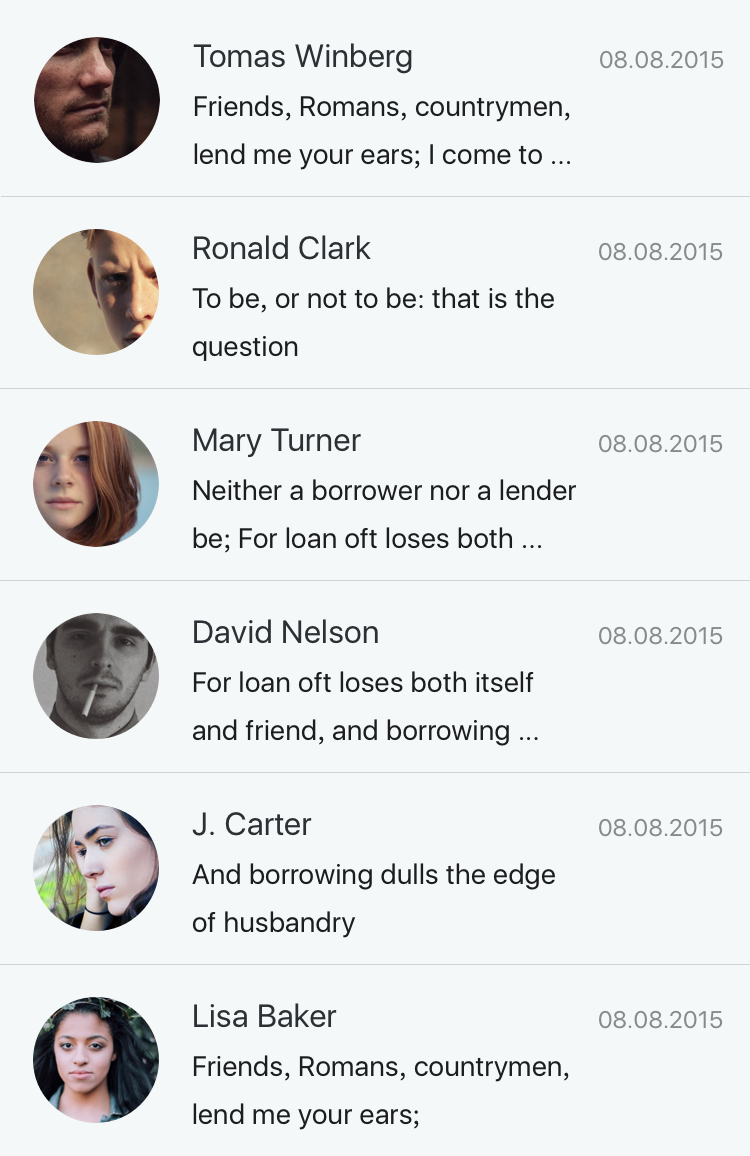 Tomas Winberg 08.08.2015
Friends, Romans, countrymen,
lend me your ears; I come to ...
Ronald Clark 08.08.2015
To be, or not to be: that is the
question
Mary Turner 08.08.2015
Neither a borrower nor a lender
be; For loan oft loses both ...
David Nelson 08.08.2015
For loan oft loses both itself
and friend, and borrowing ...
J. Carter 08.08.2015
And borrowing dulls the edge
of husbandry
Lisa Baker 08.08.2015
Friends, Romans, countrymen,
lend me your ears;